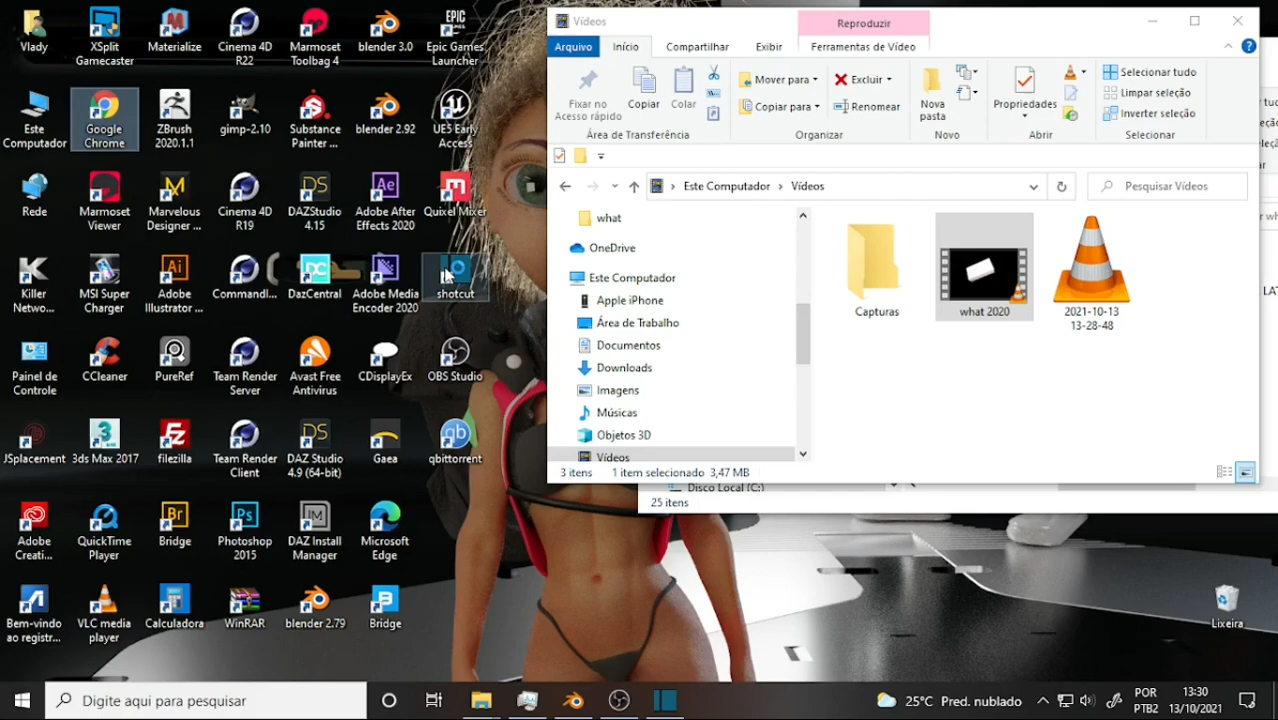 Vlady
XSplit
Gamecaster
Materialize
Cinema 4D
R22
Marmoset
Toolbag 4
blender 3.0
EPIC
GAMES
Epic Games
Launcher
Este
Computador
Google
Chrome
ZBrush
2020.1.1
gimp-2.10
Substance
Painter ...
blender 2.92
UE5 Early
Access
Rede
Marmoset
Viewer
Marvelous
Designer ...
Cinema 4D
R19
DAZStudio
4.15
Adobe After
Effects 2020
Quixel Mixer
Killer
Netwo...
MSI Super
Charger
Adobe
Illustrator ...
Commandl...
DazCentral
Adobe Media
Encoder 2020
shotcut
Painel de
Controle
CCleaner
PureRef
Team Render
Server
Avast Free
Antivirus
CDisplayEx
OBS Studio
JSplacement
3ds Max 2017
filezilla
Team Render
Client
DAZ Studio
4.9 (64-bit)
Gaea
qbittorrent
Adobe
Creati...
QuickTime
Player
Bridge
Photoshop
2015
DAZ Install
Manager
Microsoft
Edge
Bem-vindo
ao registr...
VLC media
player
Calculadora
WinRAR
blender 2.79
Bridge
Lixeira
Vídeos
Reproduzir
Arquivo
Início
Compartilhar
Exibir
Ferramentas de Vídeo
Fixar no
Acesso rápido
Copiar
Colar
Área de Transferência
Mover para
Copiar para
Excluir
Renomear
Organizar
Nova
pasta
Novo
Propriedades
Abrir
Selecionar tudo
Limpar seleção
Inverter seleção
Selecionar
Este Computador > Vídeos
Pesquisar Vídeos
what
OneDrive
Este Computador
Apple iPhone
Área de Trabalho
Documentos
Downloads
Imagens
Músicas
Objetos 3D
Vídeos
Capturas
what 2020
2021-10-13
13-28-48
3 itens
1 item selecionado 3,47 MB
Disco Local (C:)
25 itens
Digite aqui para pesquisar
25°C Pred. nublado
POR
PTB2
13:30
13/10/2021